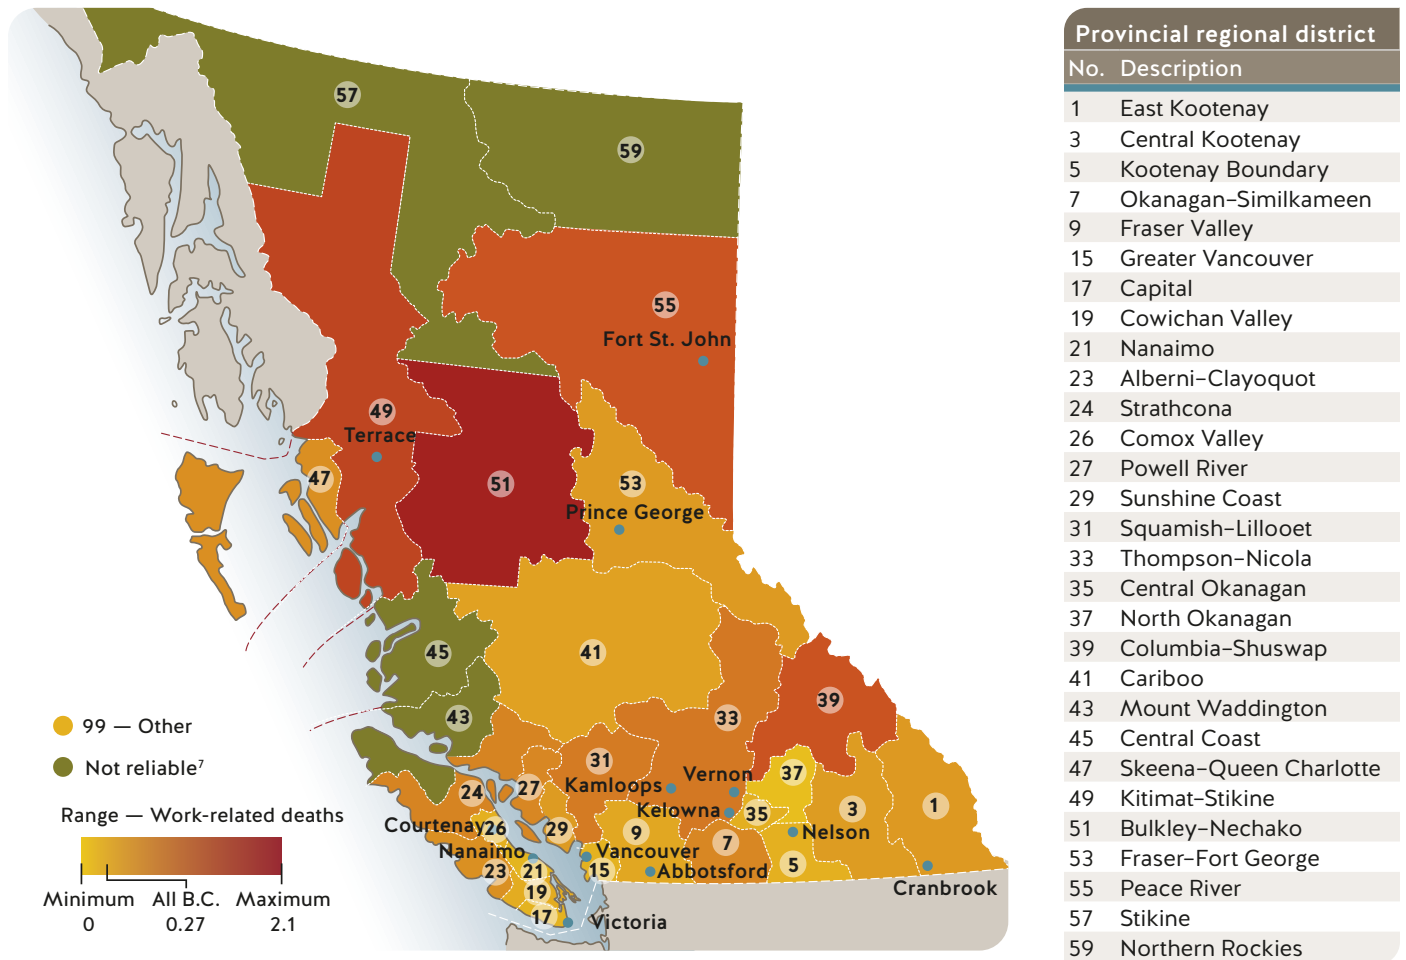 57
59
55
Fort St. John
49
Terrace
47
51
53
Prince George
45
41
43
39
33
31
Kamloops
Vernon
37
27
24
Kelowna
35
3
1
Courtenay
26
29
9
7
Nelson
Nanaimo
Vancouver
23
21
15
Abbotsford
5
Cranbrook
19
17
Victoria
99 — Other
Not reliable7
Range — Work-related deaths
Minimum All B.C. Maximum
0 0.27 2.1
Provincial regional district
No. Description
1 East Kootenay
3 Central Kootenay
5 Kootenay Boundary
7 Okanagan–Similkameen
9 Fraser Valley
15 Greater Vancouver
17 Capital
19 Cowichan Valley
21 Nanaimo
23 Alberni–Clayoquot
24 Strathcona
26 Comox Valley
27 Powell River
29 Sunshine Coast
31 Squamish–Lillooet
33 Thompson–Nicola
35 Central Okanagan
37 North Okanagan
39 Columbia–Shuswap
41 Cariboo
43 Mount Waddington
45 Central Coast
47 Skeena–Queen Charlotte
49 Kitimat–Stikine
51 Bulkley–Nechako
53 Fraser–Fort George
55 Peace River
57 Stikine
59 Northern Rockies